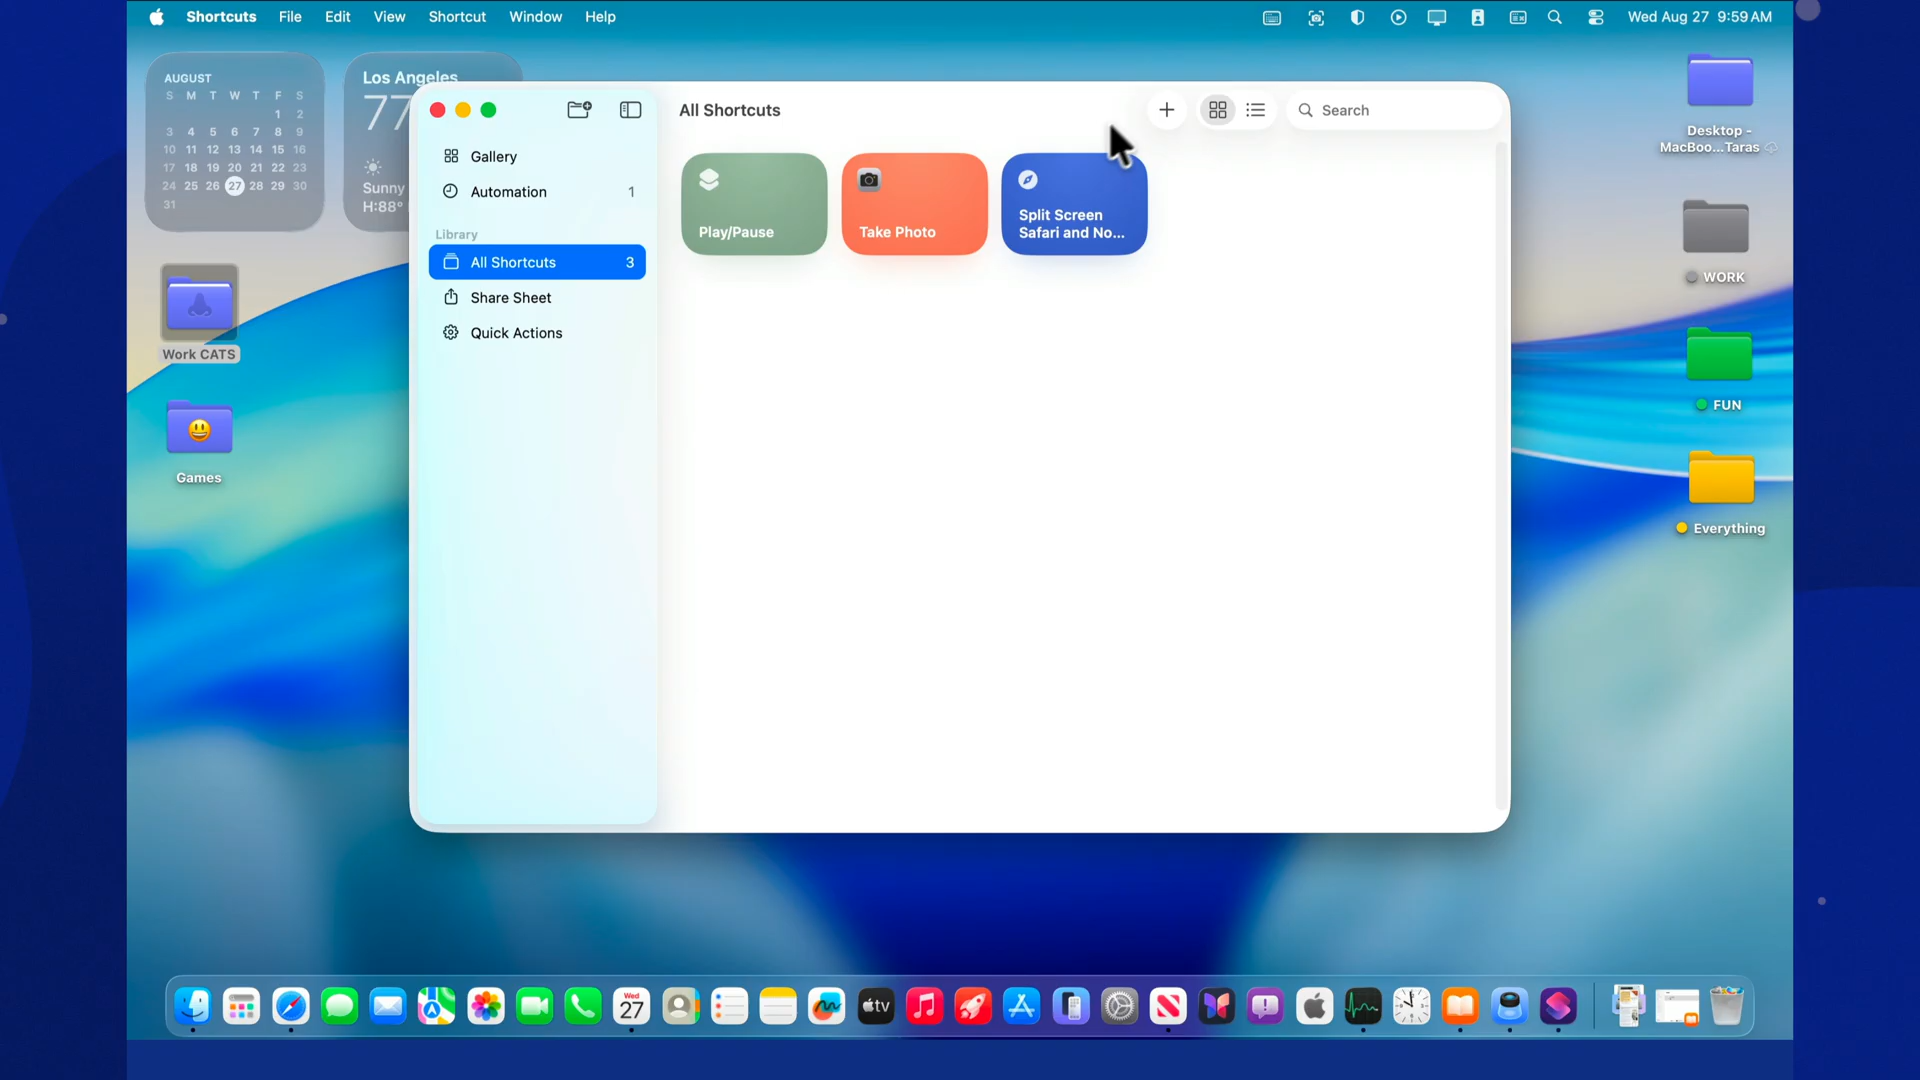 Shortcuts File Edit View Shortcut Window Help
Wed Aug 27 9:59 AM
AUGUST
S M T W T F S
1 2
3 4 5 6 7 8 9
10 11 12 13 14 15 16
17 18 19 20 21 22 23
24 25 26 27 28 29 30
31
Los Angeles
77
Sunny
H:88°
Work CATS
Games
Gallery
Automation 1
Library
All Shortcuts 3
Share Sheet
Quick Actions
All Shortcuts
Search
Play/Pause
Take Photo
Split Screen
Safari and No...
Desktop -
MacBoo...Taras
WORK
FUN
Everything
Wed
27
tv